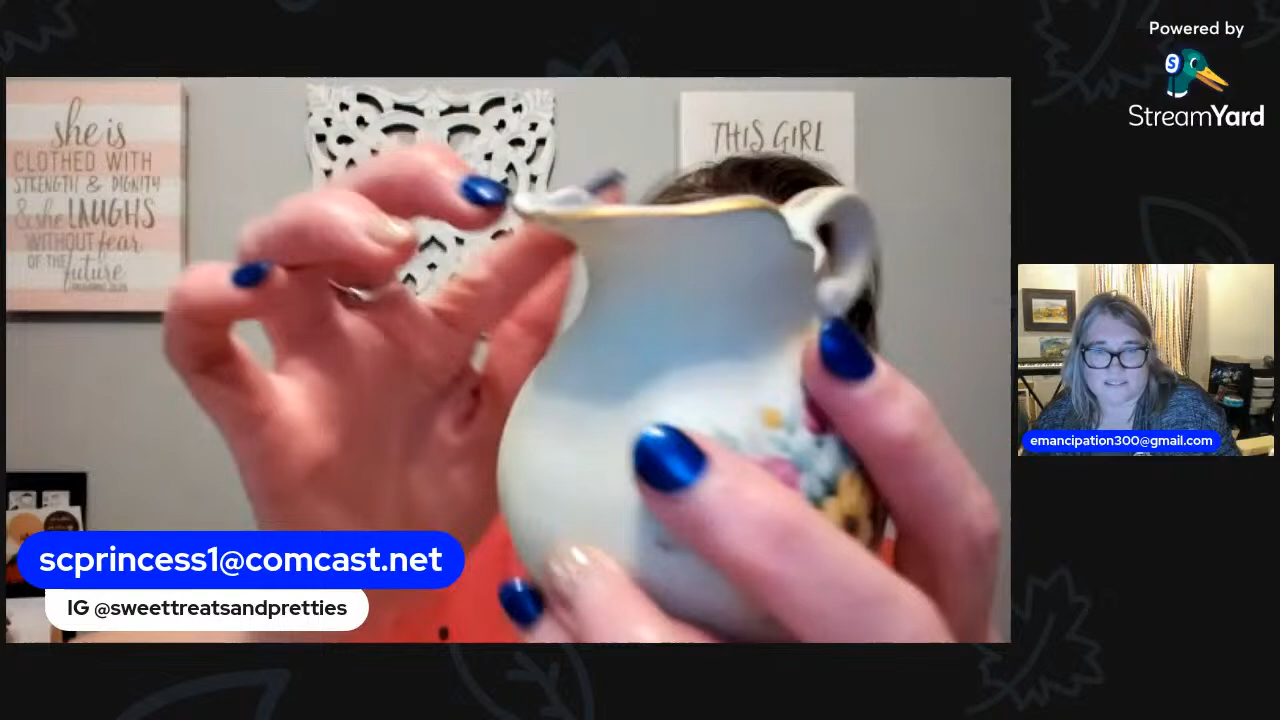 Powered by
StreamYard
she is
CLOTHED WITH
STRENGTH & DIGNITY
& she LAUGHS
WITHOUT fear
OF THE
future
THIS GIRL
scprincess1@comcast.net
IG @sweettreatsandpretties
emancipation300@gmail.com